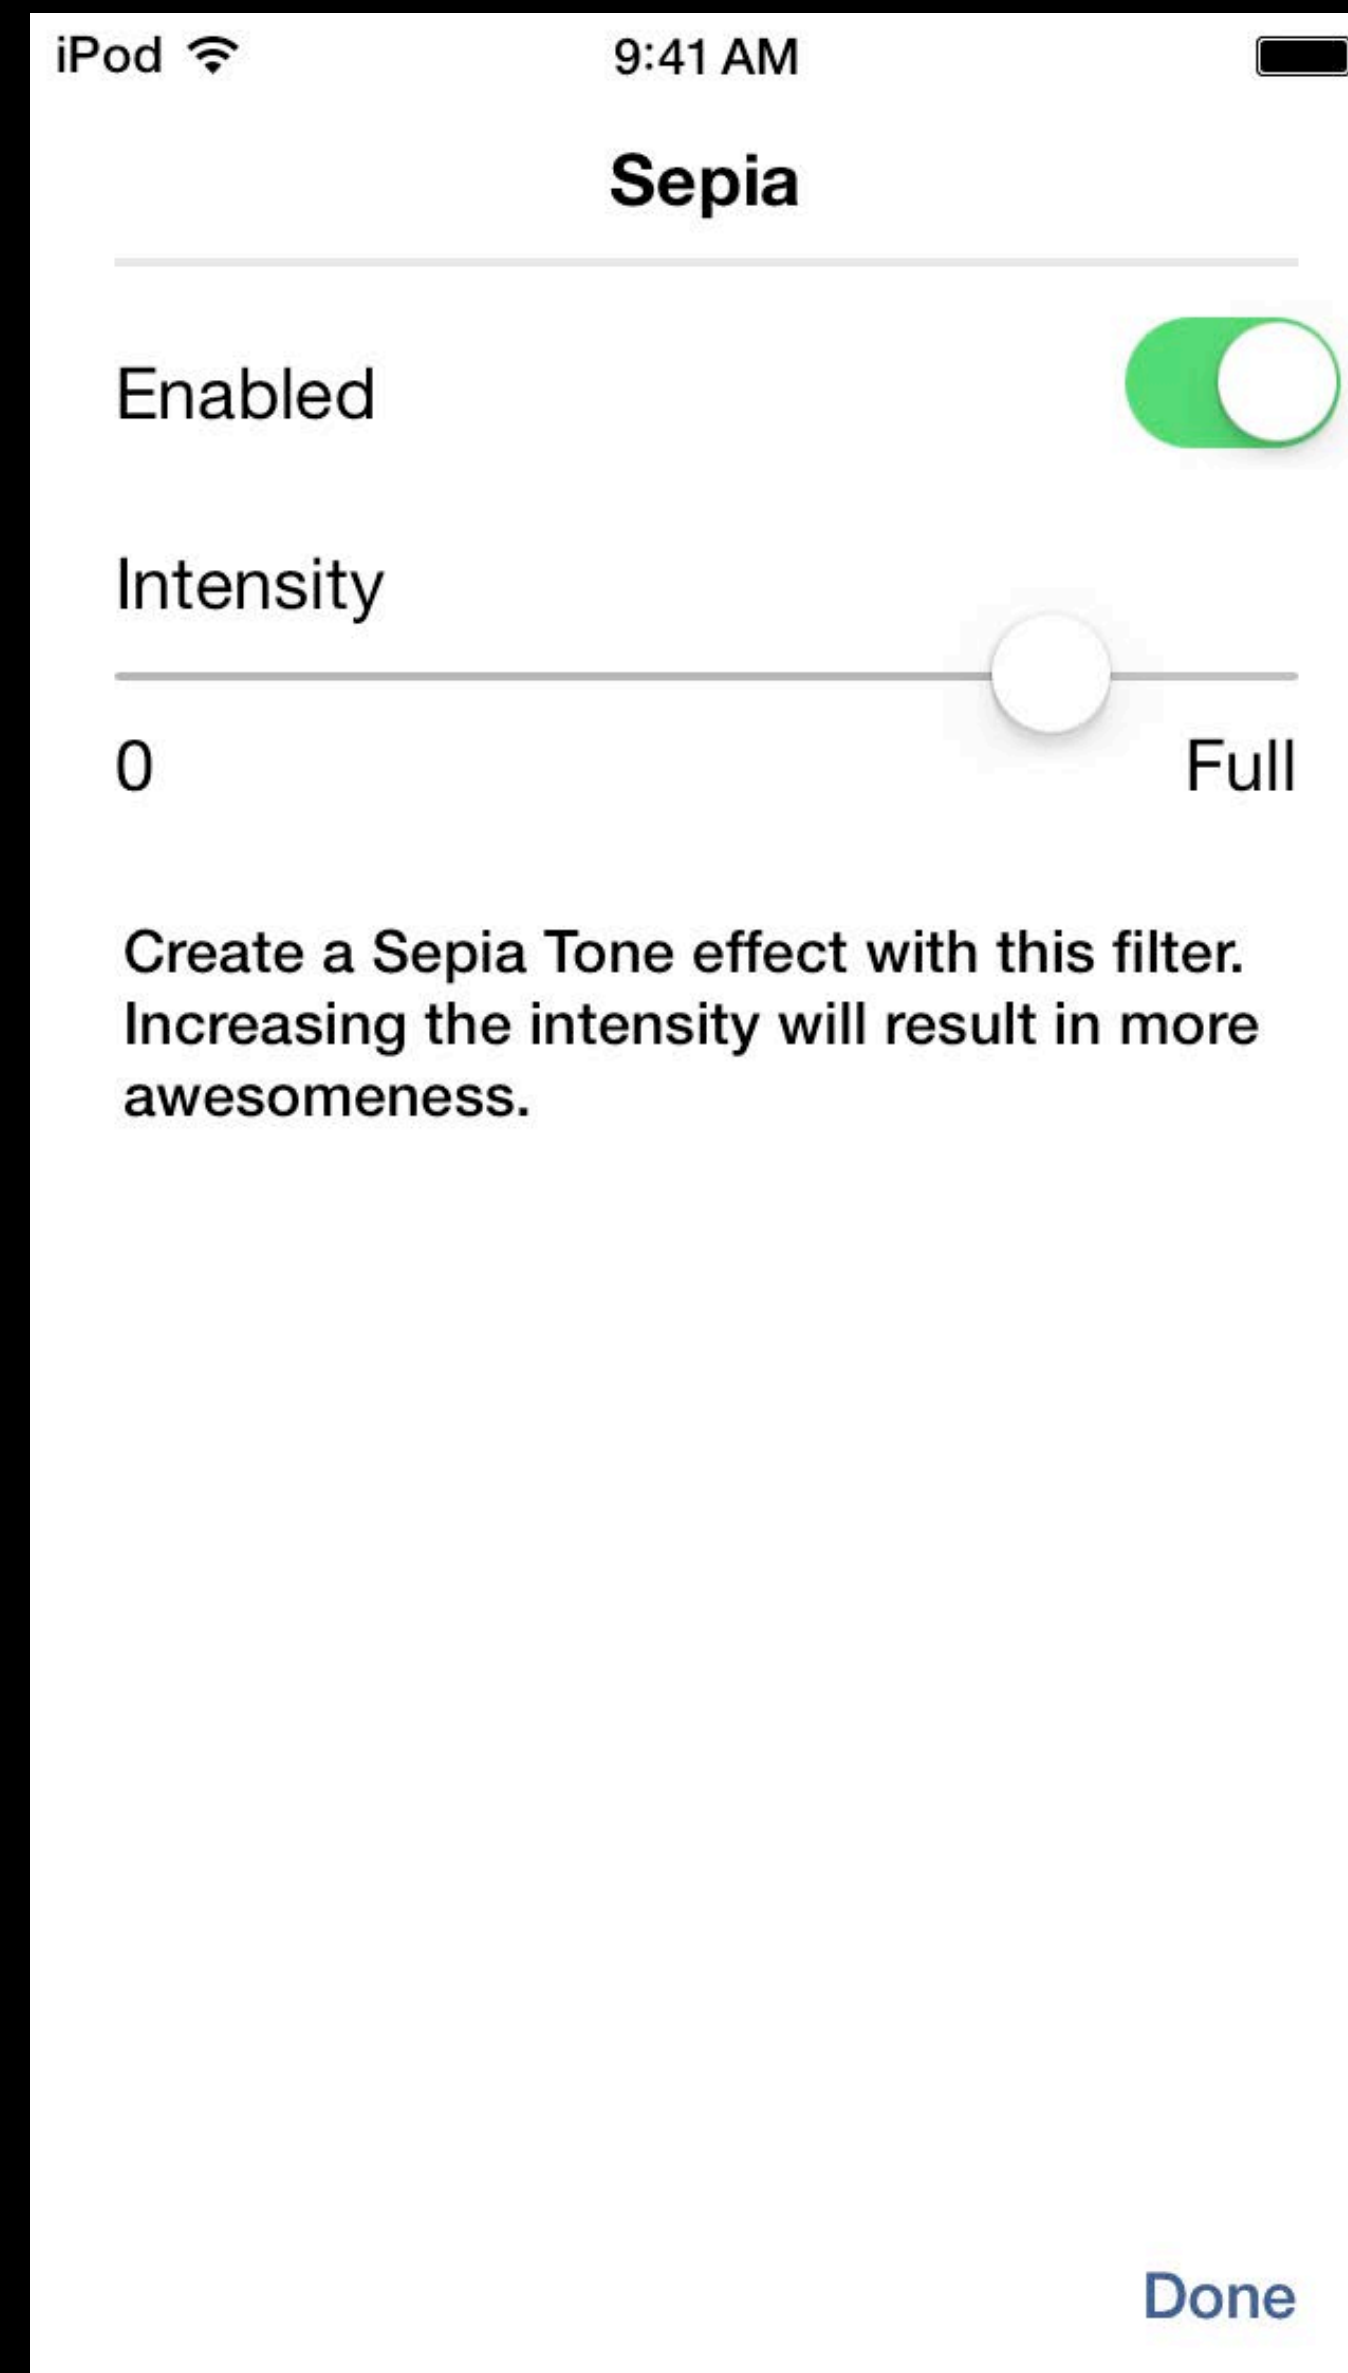 iPod 9:41 AM
Sepia
Enabled
Intensity
0 Full
Create a Sepia Tone effect with this filter.
Increasing the intensity will result in more
awesomeness.
Done